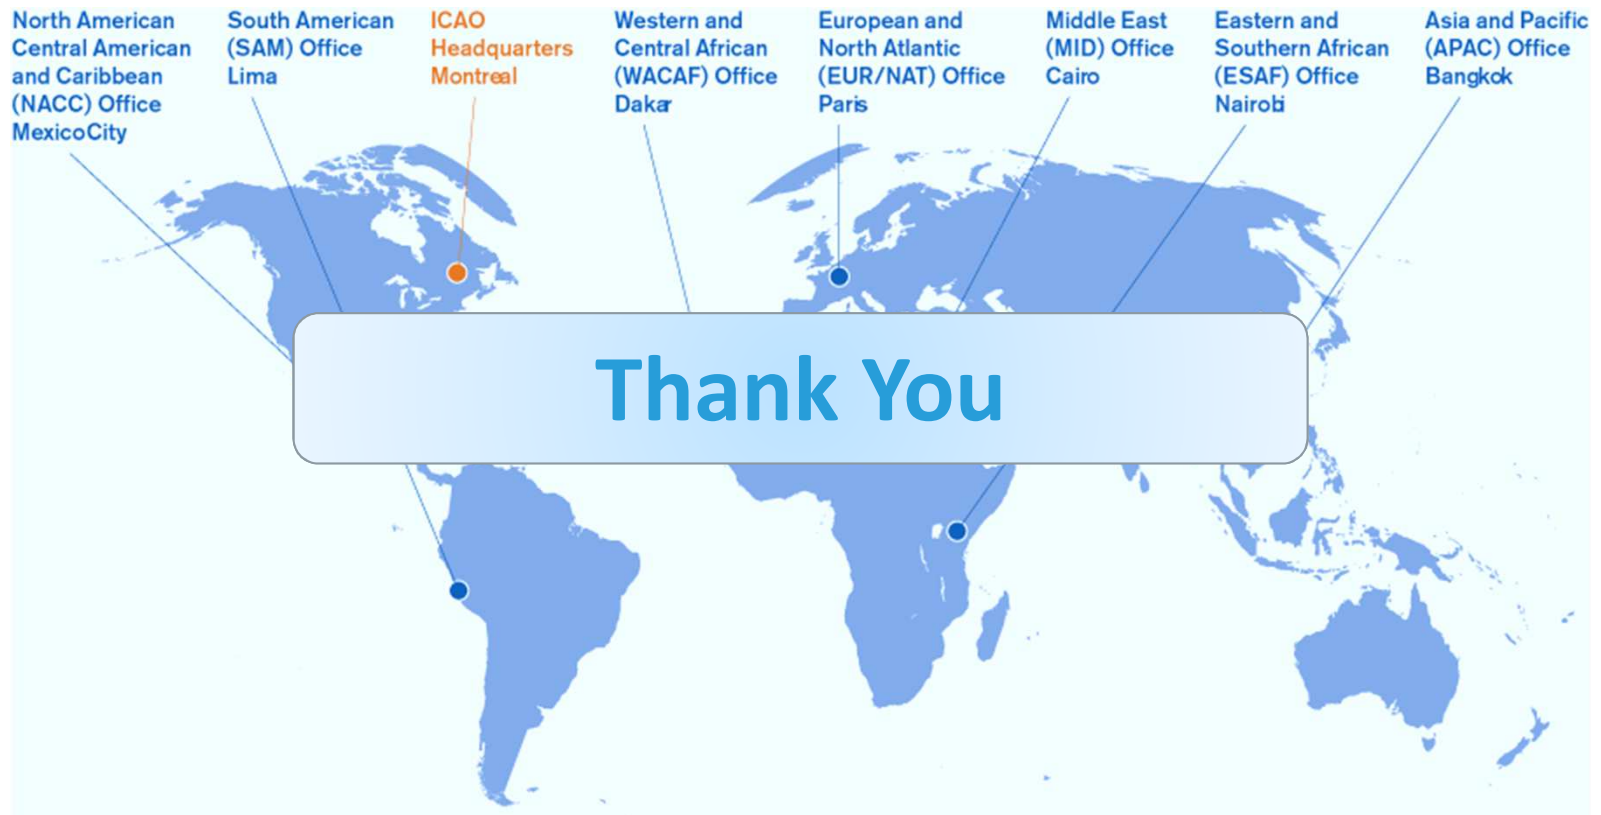 North American
Central American
and Caribbean
(NACC) Office
MexicoCity
South American
(SAM) Office
Lima
ICAO
Headquarters
Montreal
Western and
Central African
(WACAF) Office
Dakar
European and
North Atlantic
(EUR/NAT) Office
Paris
Middle East
(MID) Office
Cairo
Eastern and
Southern African
(ESAF) Office
Nairobi
Asia and Pacific
(APAC) Office
Bangkok
Thank You